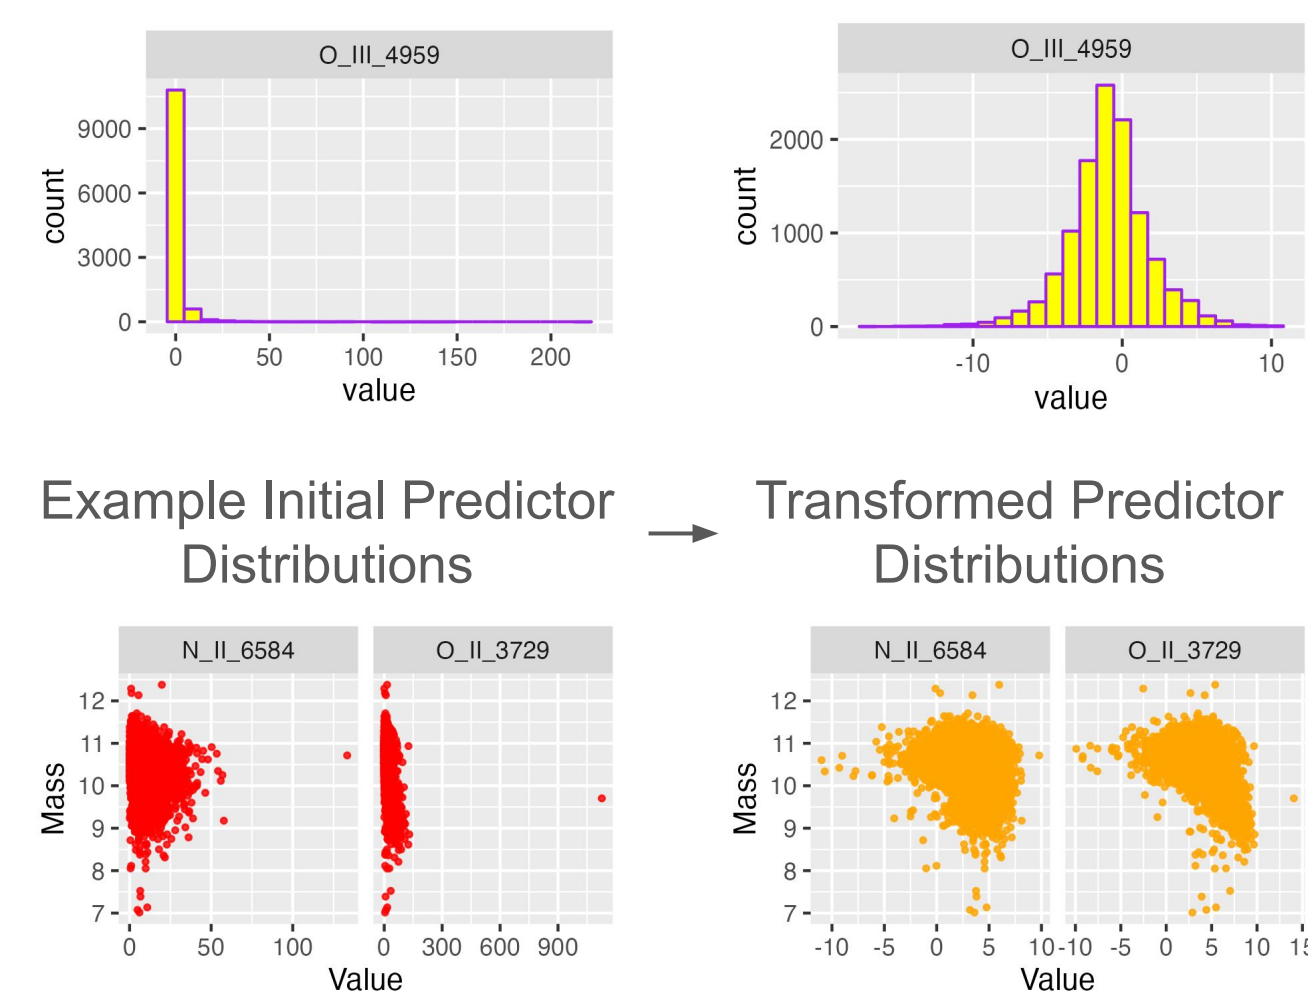 O_III_4959
count
9000
6000
3000
0
0 50 100 150 200
value
O_III_4959
count
2000
1000
0
-10 0 10
value
Example Initial Predictor
Distributions
Transformed Predictor
Distributions
N_II_6584 O_II_3729
Mass
12
11
10
9
8
7
0 50 100 0 300 600 900
Value
N_II_6584 O_II_3729
Mass
12
11
10
9
8
7
-10 -5 0 5 10 -10 -5 0 5 10 15
Value